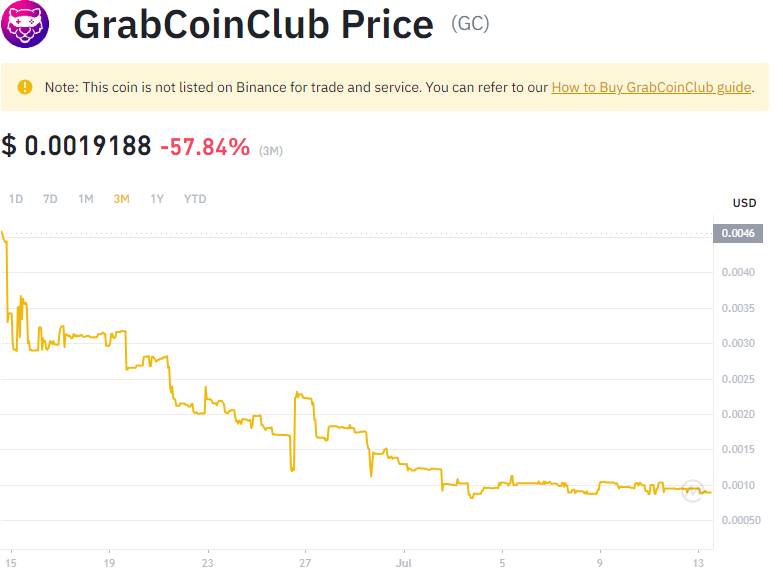 GrabCoinClub Price (GC)
Note: This coin is not listed on Binance for trade and service. You can refer to our How to Buy GrabCoinClub guide.
$ 0.0019188 -57.84% (3M)
1D 7D 1M 3M 1Y YTD
USD
0.0046
0.0040
0.0035
0.0030
0.0025
0.0020
0.0015
0.0010
0.00050
15 19 23 27 Jul 5 9 13